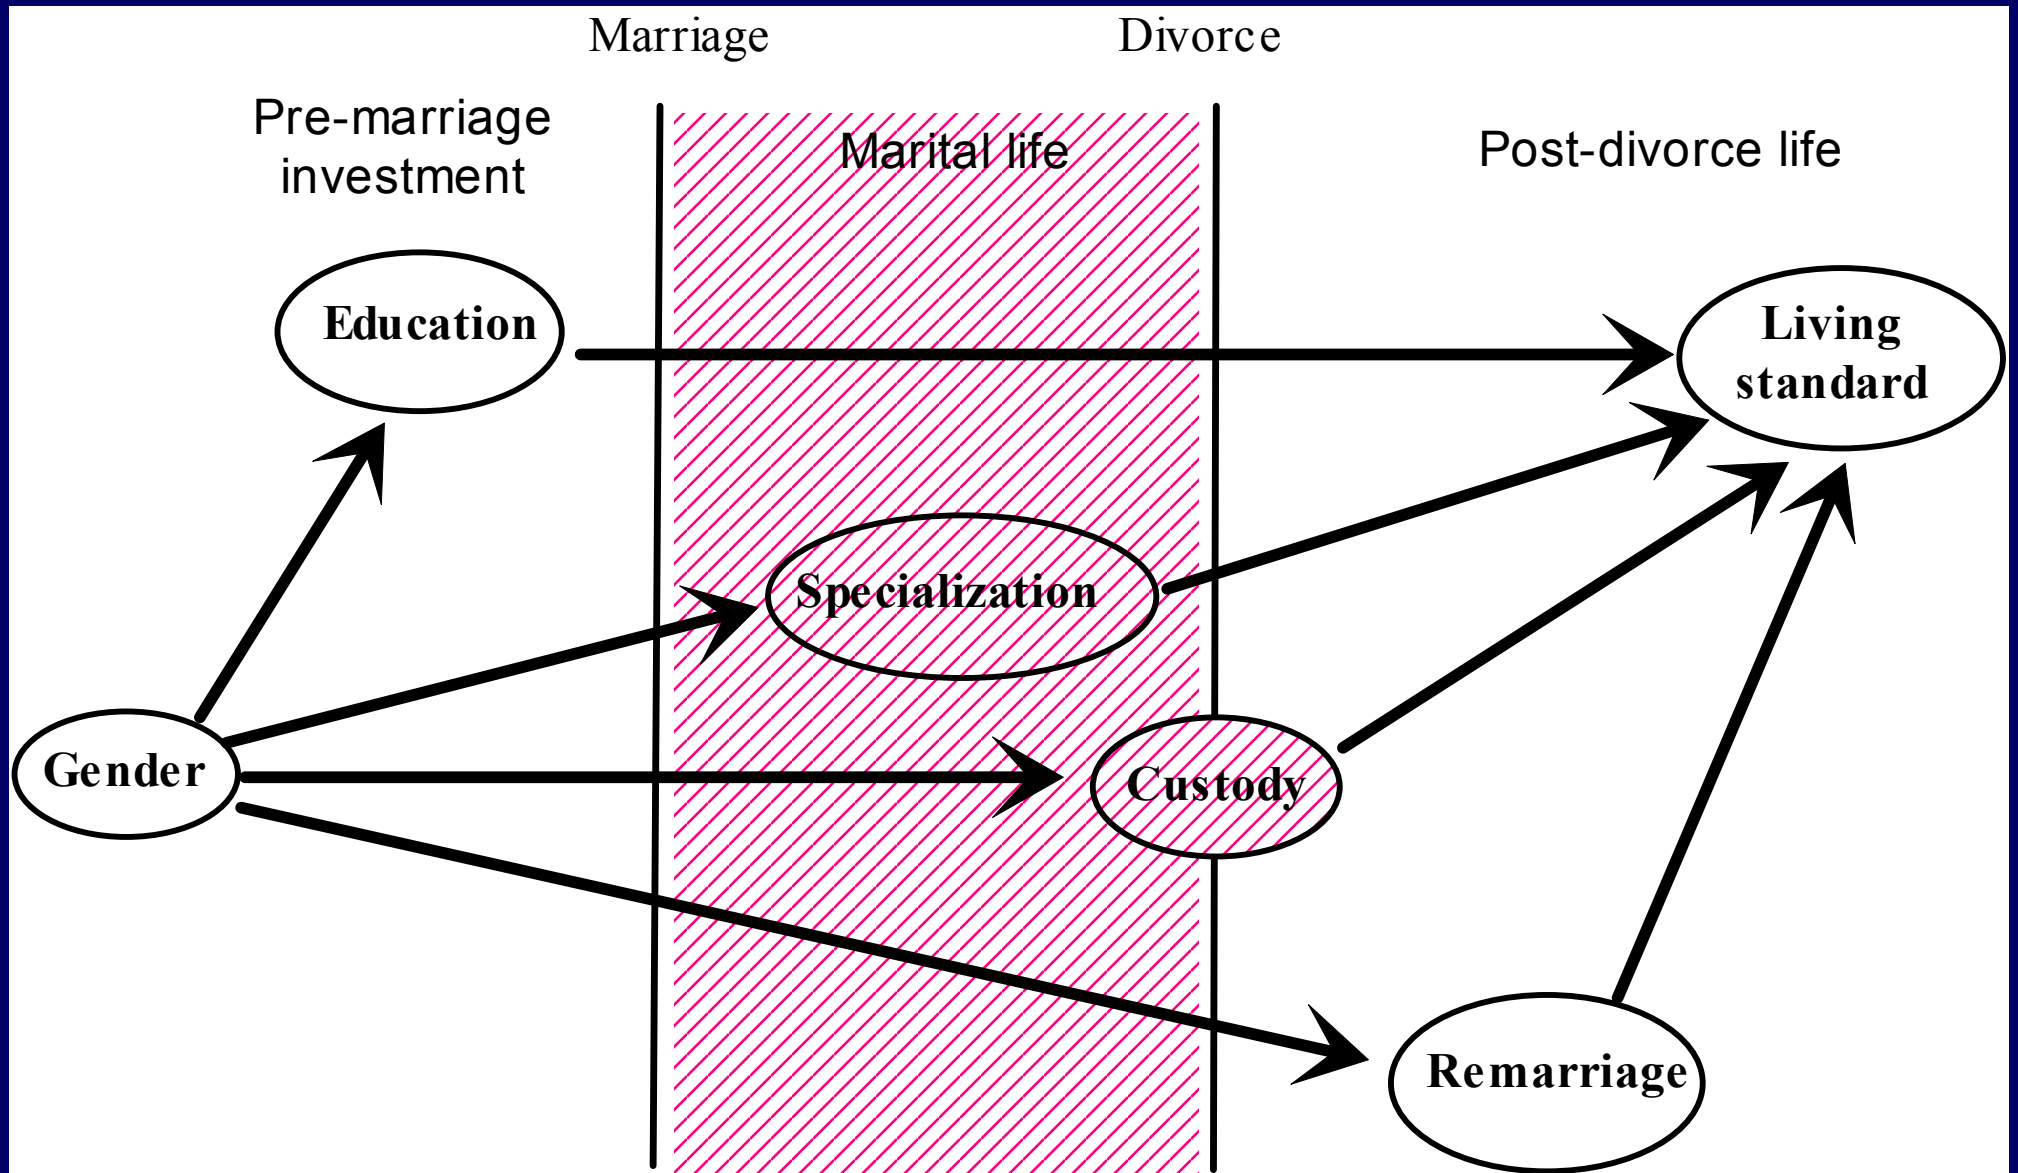 Marriage
Divorce
Pre-marriage
investment
Marital life
Post-divorce life
Education
Living
standard
Specialization
Gender
Custody
Remarriage